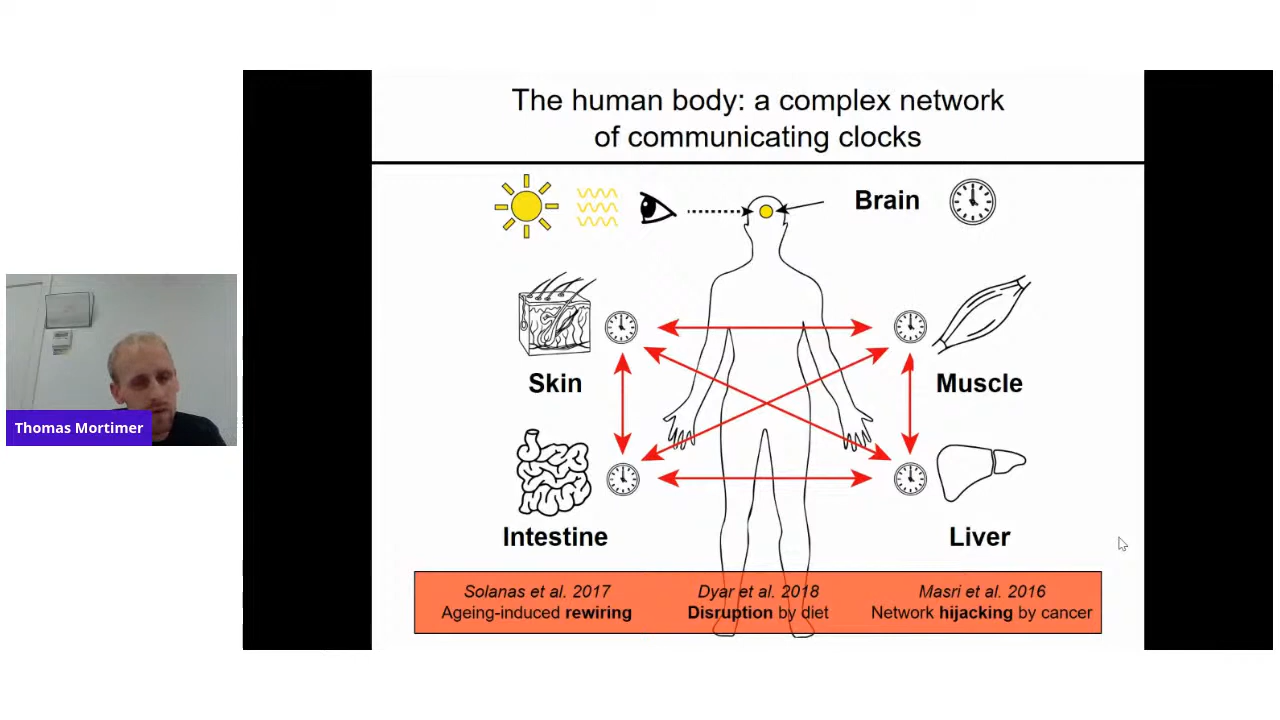 The human body: a complex network
of communicating clocks
Brain
Skin
Muscle
Intestine
Liver
Solanas et al. 2017
Ageing-induced rewiring
Dyar et al. 2018
Disruption by diet
Masri et al. 2016
Network hijacking by cancer
Thomas Mortimer